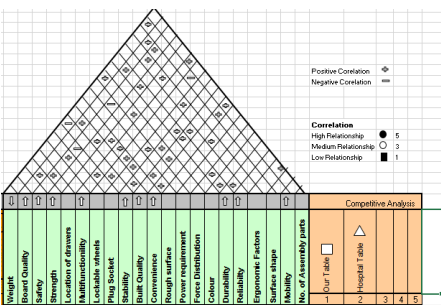 Positive Corelation
Negative Corelation
Correlation
High Relationship 5
Medium Relationship 3
Low Relationship 1
Competitive Analysis
Weight
Board Quality
Safety
Strength
Location of drawers
Multifunctionility
Lockable wheels
Plug Socket
Stability
Built Quality
Convenience
Rough surface
Power requirement
Force Distribution
Colour
Durability
Reliabilty
Ergonomic Factors
Surface shape
Mobility
No. of Assembly parts
Our Table
Hospital Table
1 2 3 4 5